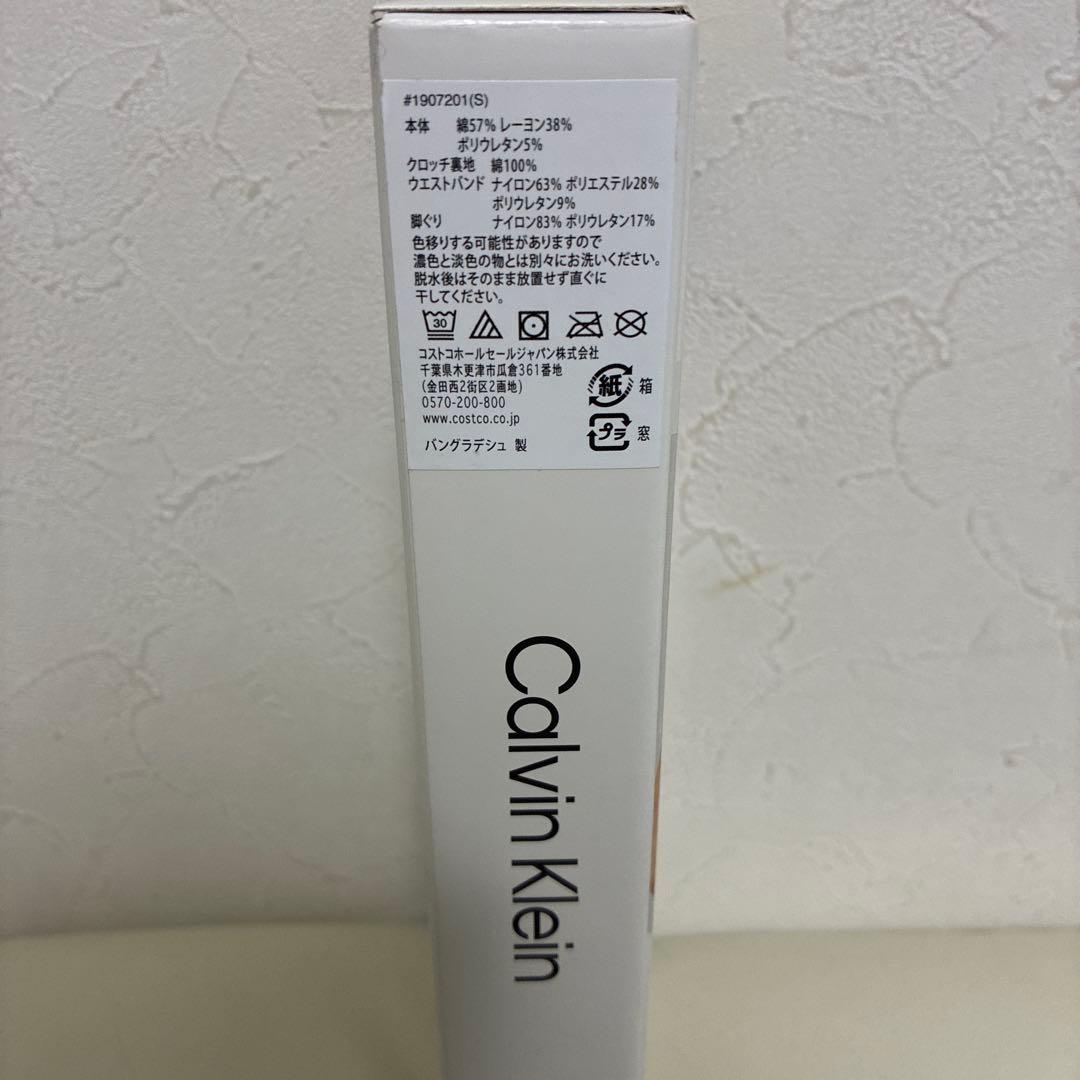 #1907201(S)
本体 綿57% レーヨン38%
ポリウレタン5%
クロッチ裏地 綿100%
ウエストバンド ナイロン63% ポリエステル28%
ポリウレタン9%
脚ぐり ナイロン83% ポリウレタン17%
色移りする可能性がありますので
濃色と淡色の物とは別々にお洗いください。
脱水後はそのまま放置せず直ぐに
干してください。
30
コストコホールセールジャパン株式会社
千葉県木更津市瓜倉361番地
(金田西2街区2画地)
0570-200-800
www.costco.co.jp
紙 箱
プラ 窓
バングラデシュ 製
Calvin Klein